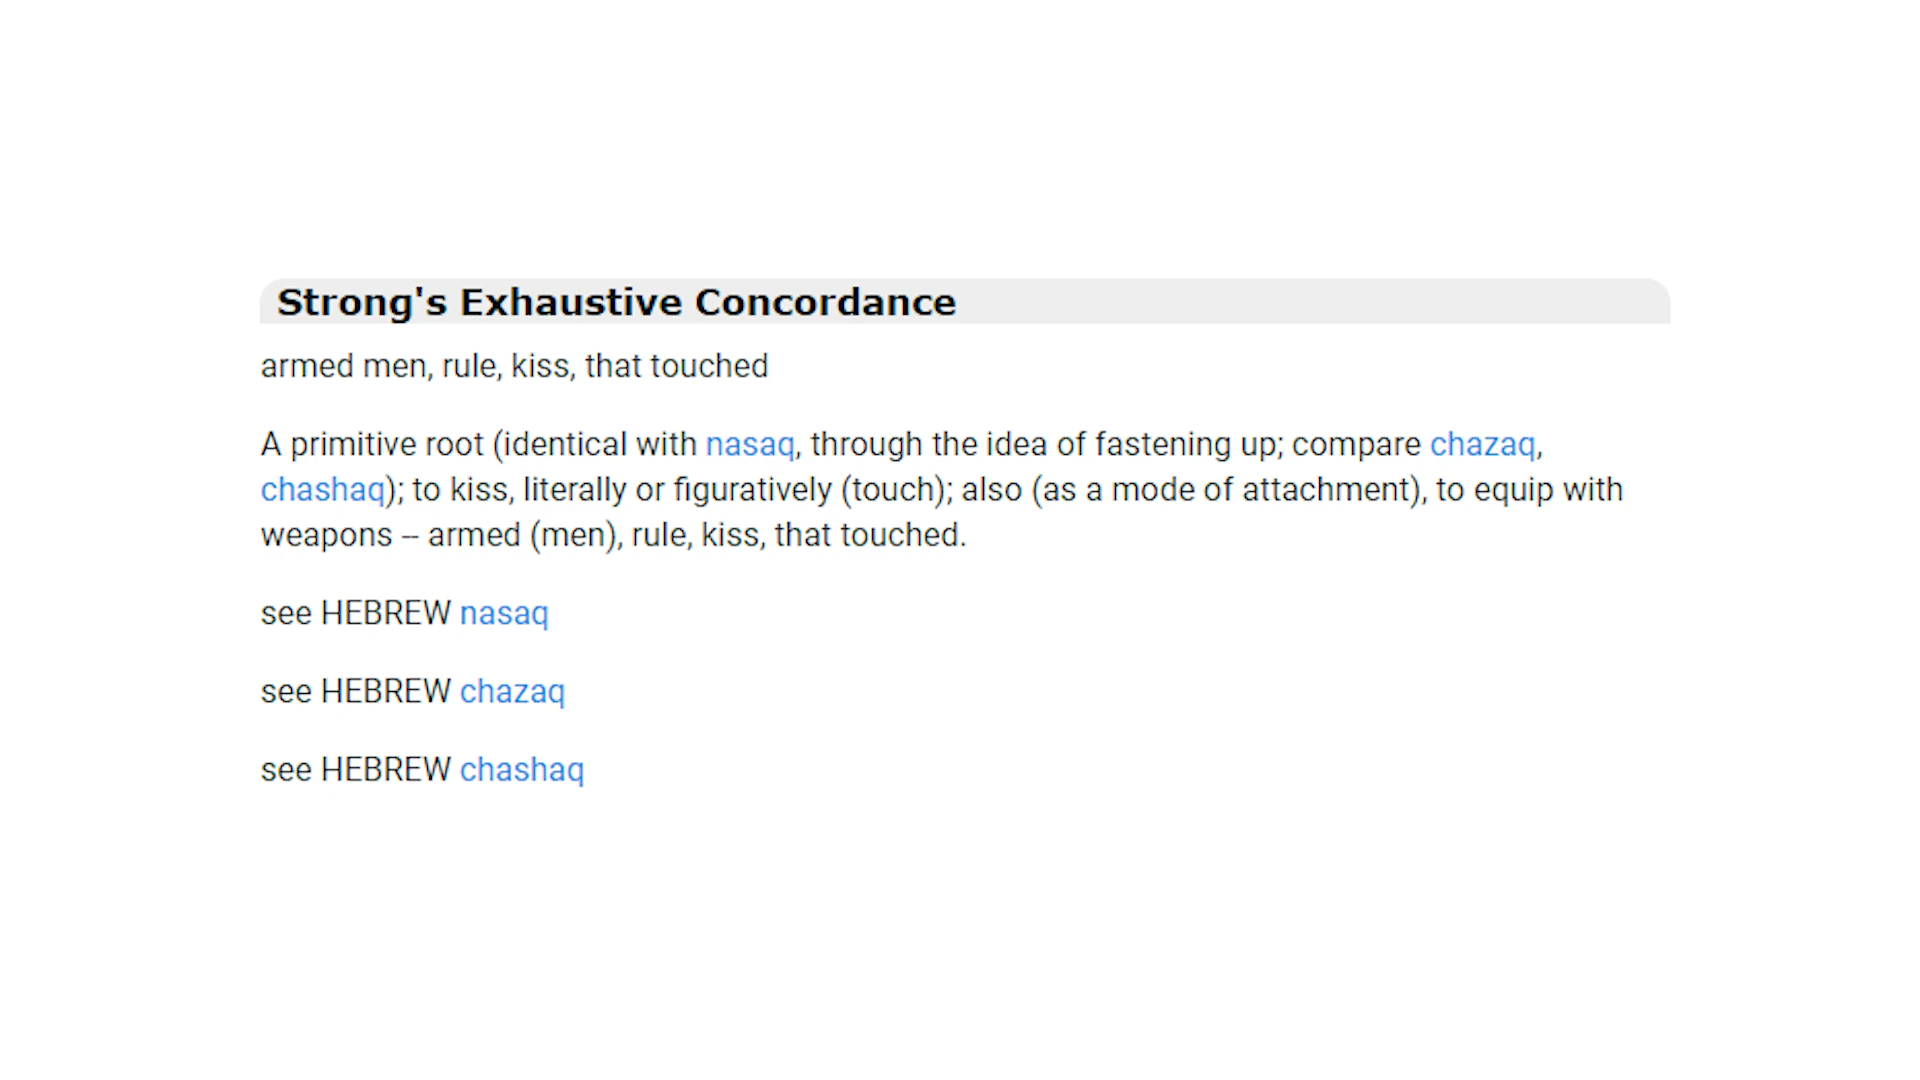 Strong's Exhaustive Concordance
armed men, rule, kiss, that touched
A primitive root (identical with nasaq, through the idea of fastening up; compare chazaq,
chashaq); to kiss, literally or figuratively (touch); also (as a mode of attachment), to equip with
weapons -- armed (men), rule, kiss, that touched.
see HEBREW nasaq
see HEBREW chazaq
see HEBREW chashaq